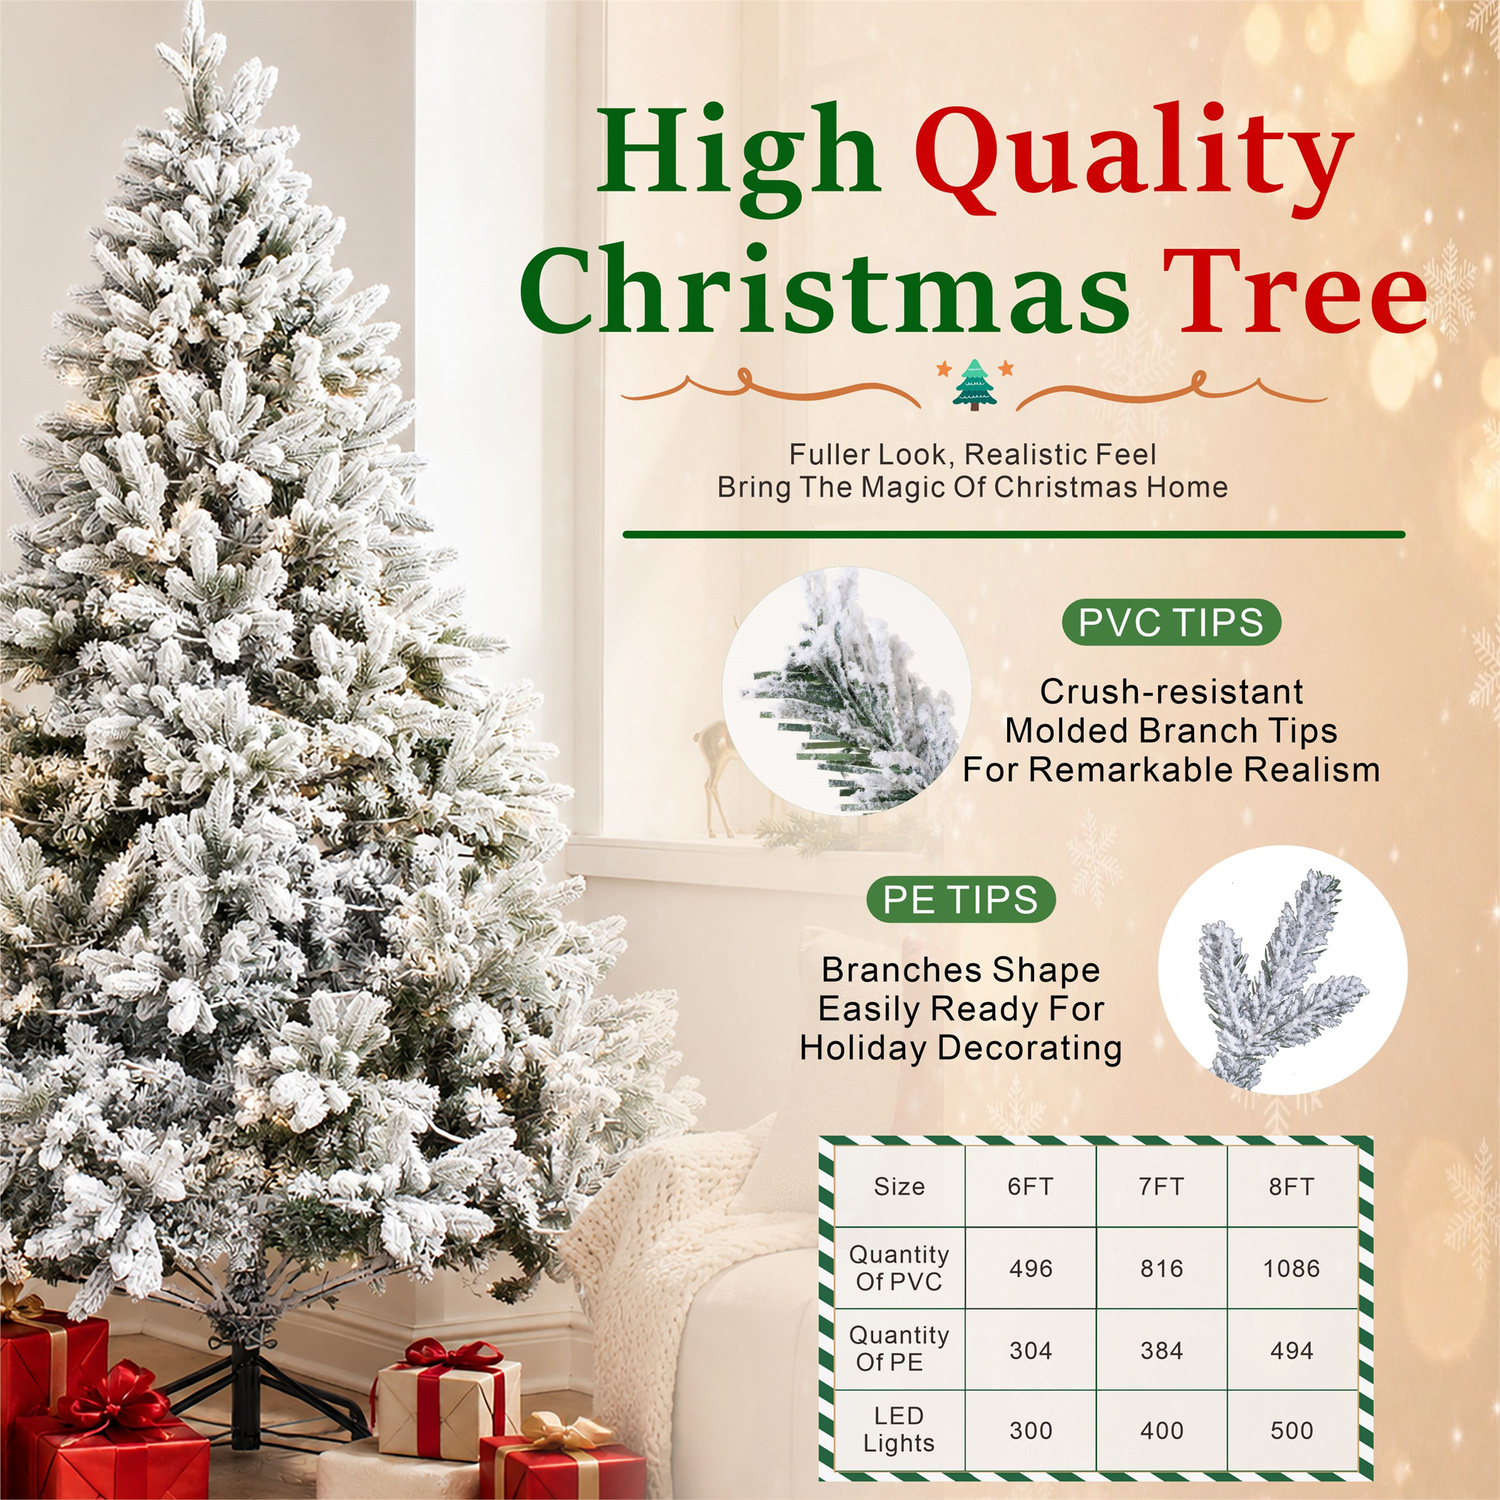 High Quality
Christmas Tree
Fuller Look, Realistic Feel
Bring The Magic Of Christmas Home
PVC TIPS
Crush-resistant
Molded Branch Tips
For Remarkable Realism
PE TIPS
Branches Shape
Easily Ready For
Holiday Decorating
Size 6FT 7FT 8FT
Quantity
Of PVC 496 816 1086
Quantity
Of PE 304 384 494
LED
Lights 300 400 500